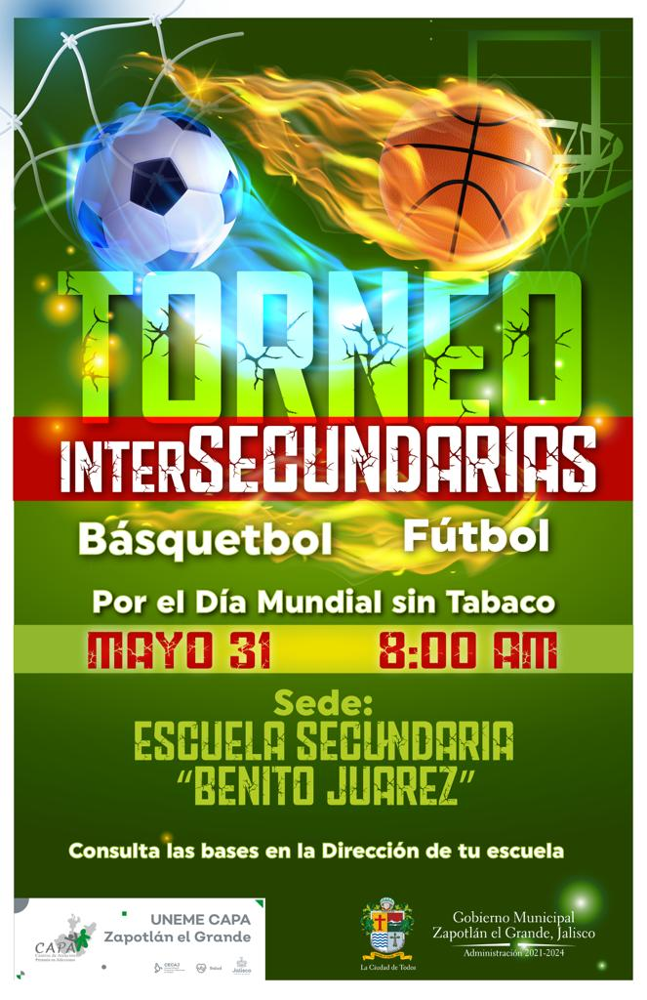 TORNEO
INTERSECUNDARIAS
Básquetbol Fútbol
Por el Día Mundial sin Tabaco
MAYO 31 8:00 AM
Sede:
ESCUELA SECUNDARIA
"BENITO JUAREZ"
Consulta las bases en la Dirección de tu escuela
CAPA
Centros de Atención
Primaria en Adicciones
UNEME CAPA
Zapotlán el Grande
CECAJ
Salud
Jalisco
La Ciudad de Todos
Gobierno Municipal
Zapotlán el Grande, Jalisco
Administración 2021-2024